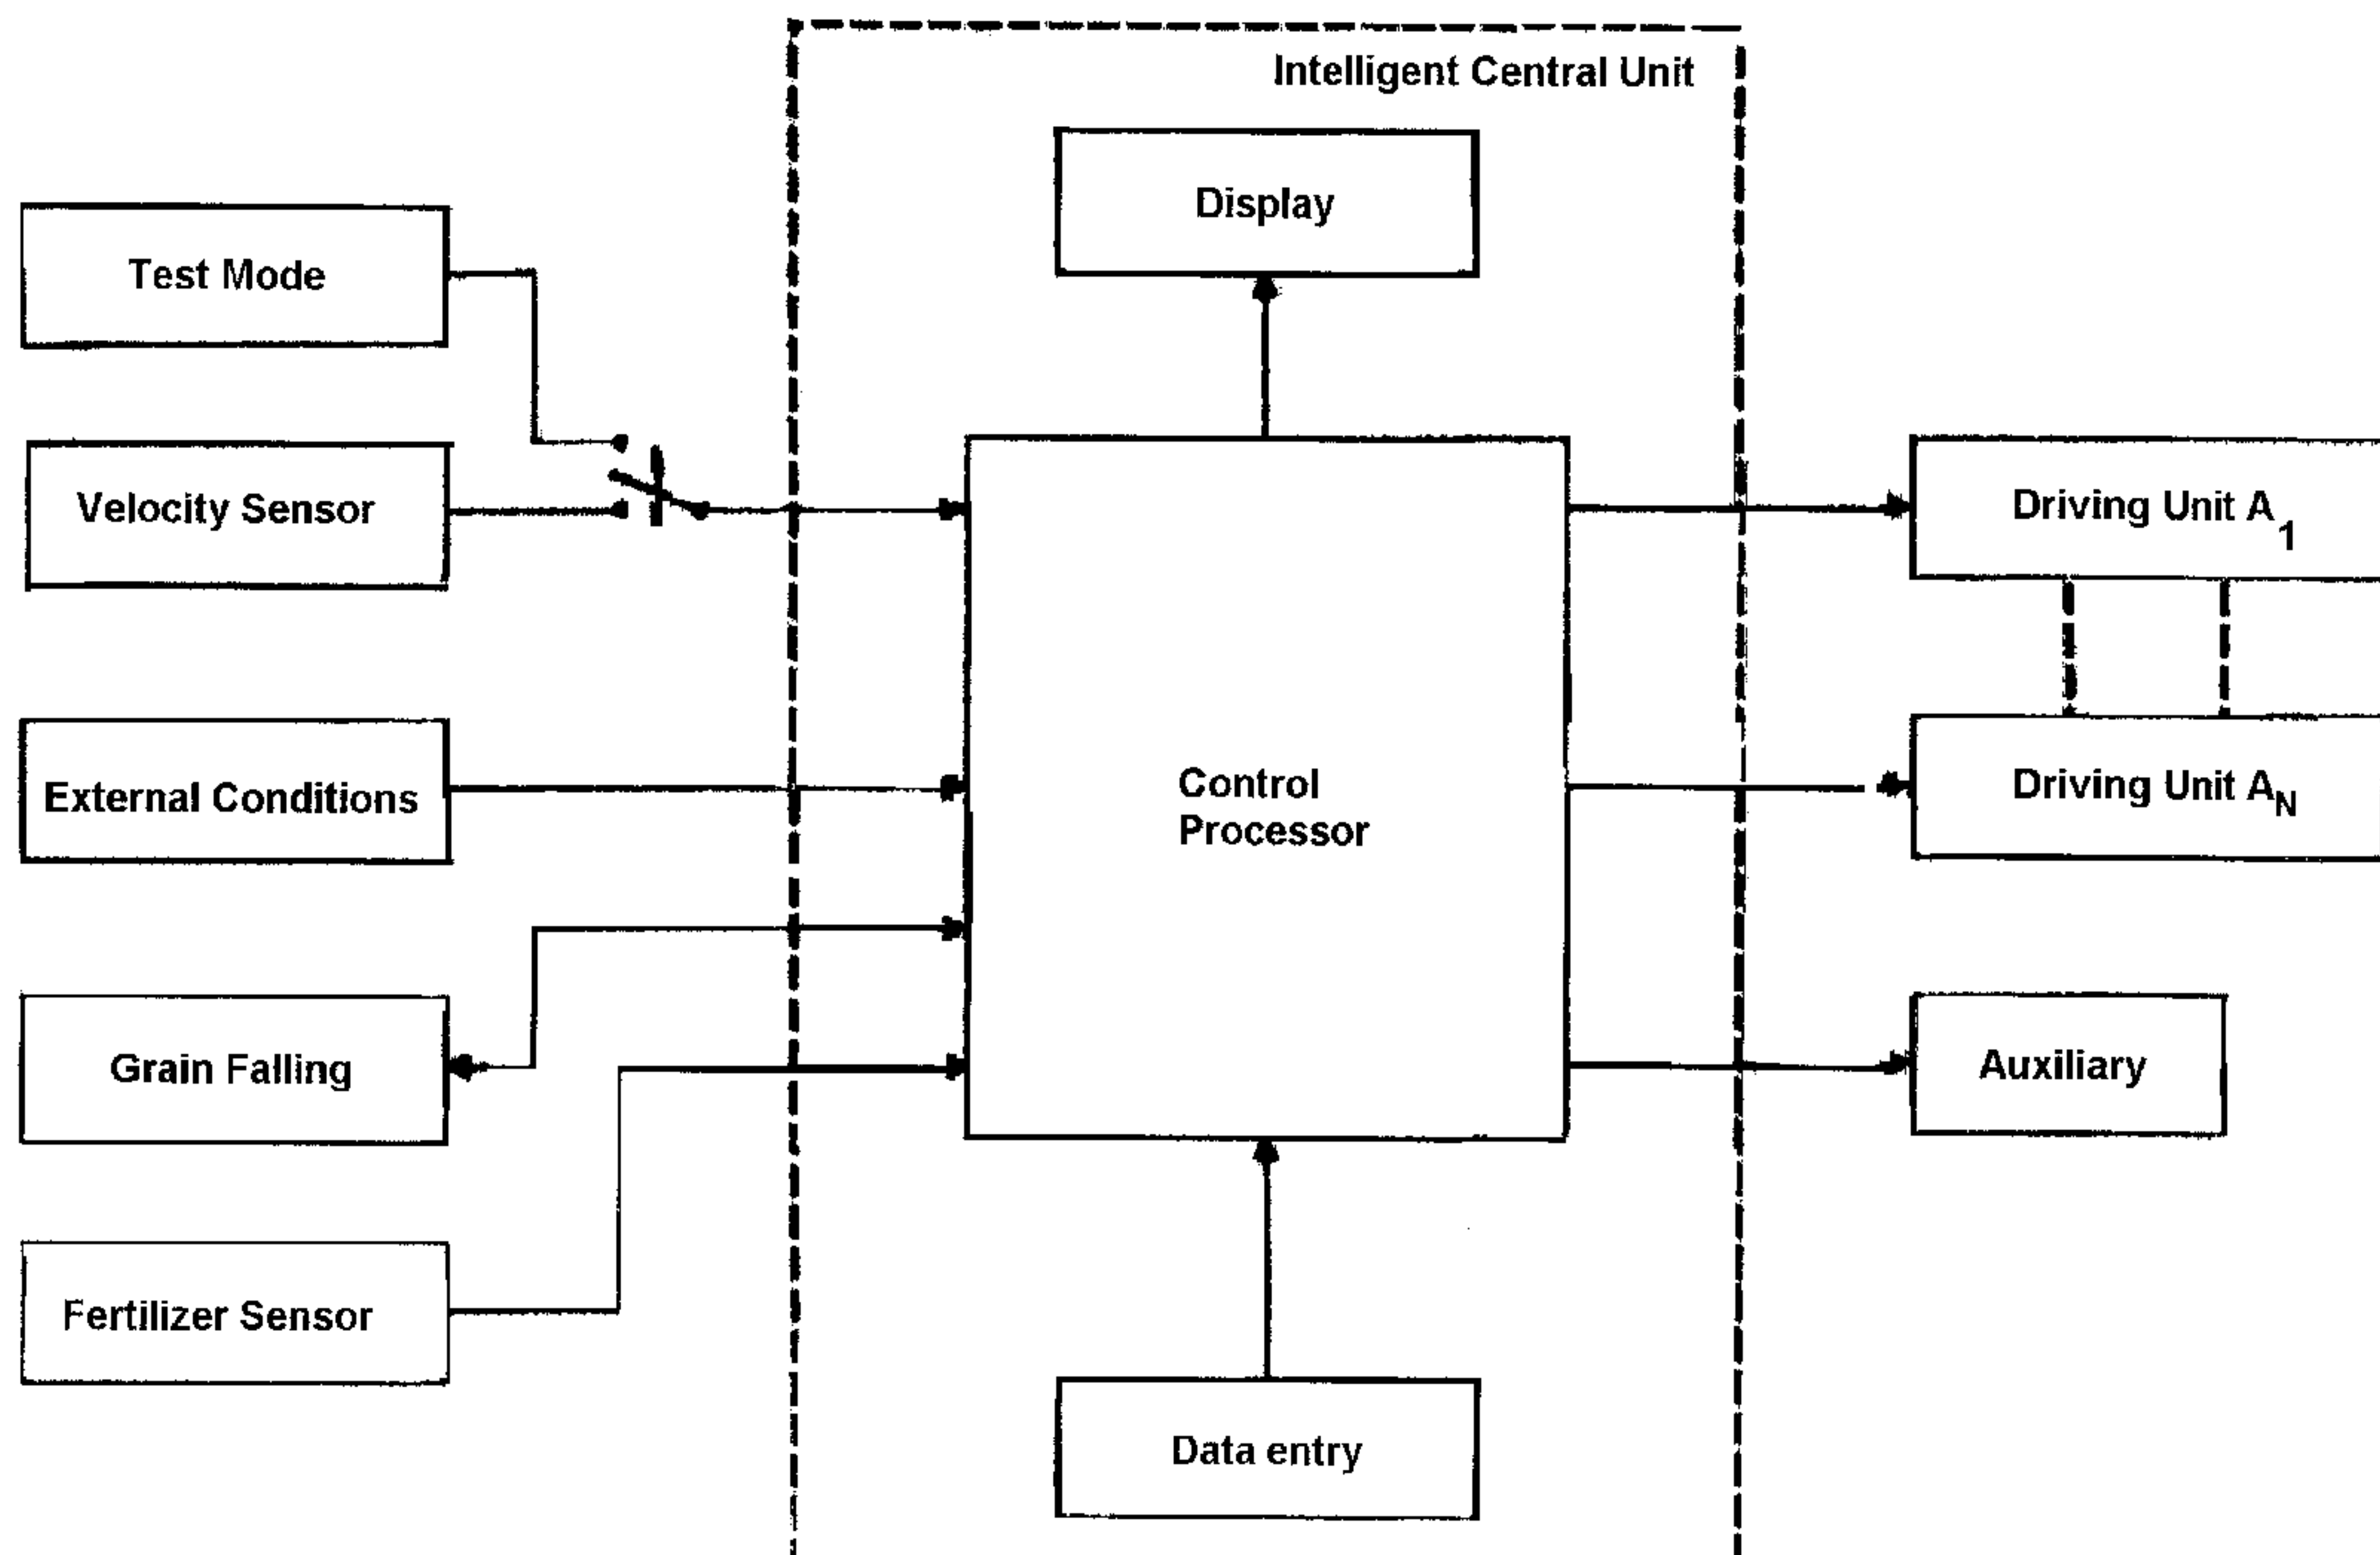 Intelligent Central Unit
Display
Test Mode
Velocity Sensor
Driving Unit A1
External Conditions
Control
Processor
Driving Unit AN
Grain Falling
Auxiliary
Fertilizer Sensor
Data entry